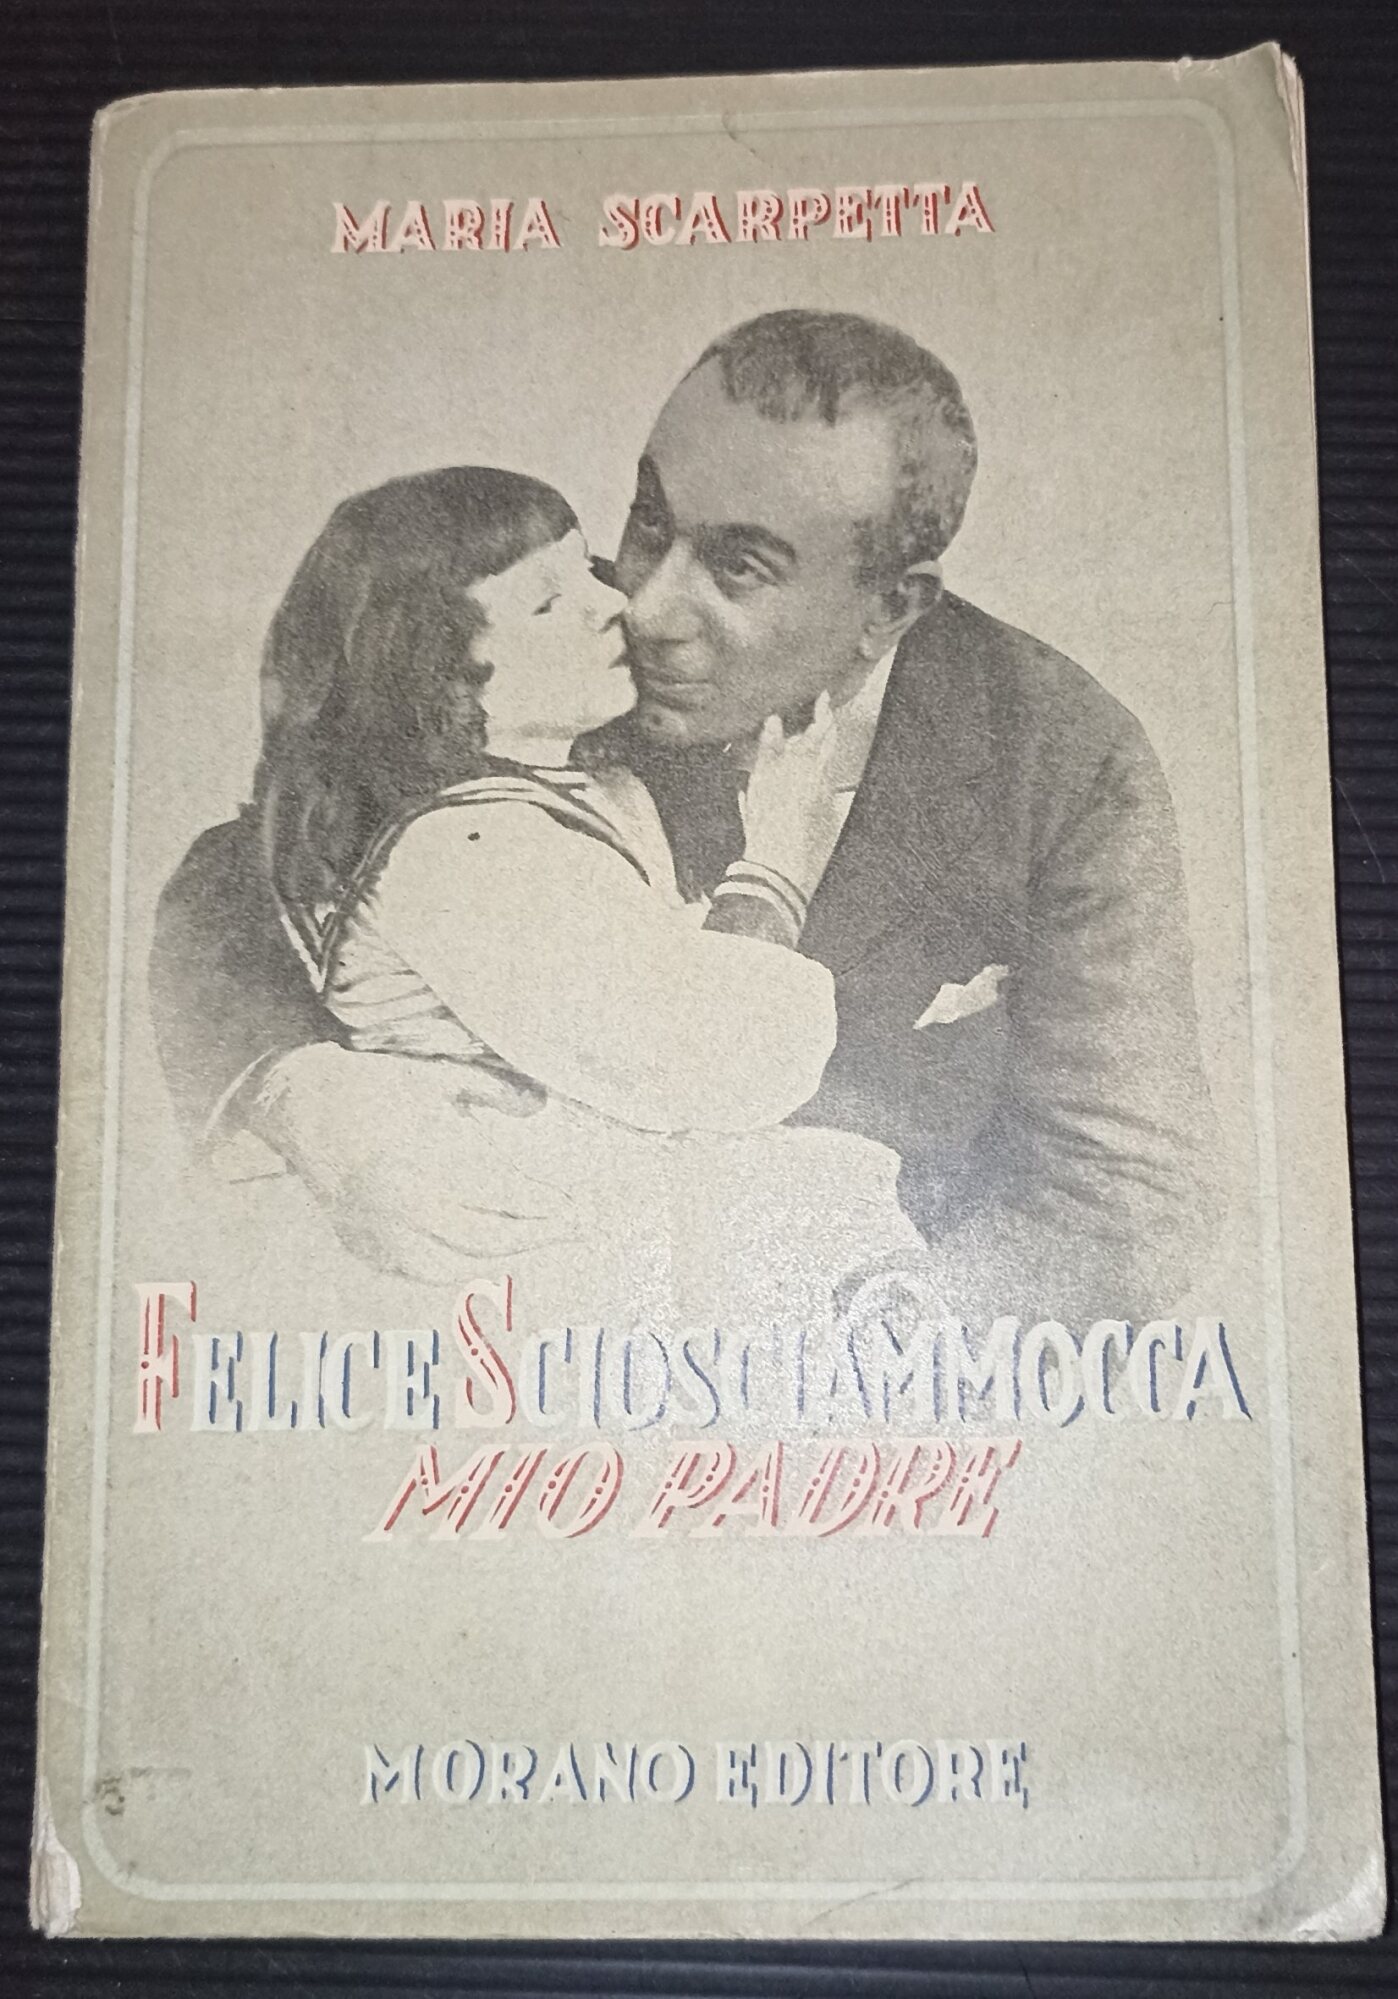 MARIA SCARPETTA
FELICE SCIOSCIAMMOCCA
MIO PADRE
MORANO EDITORE